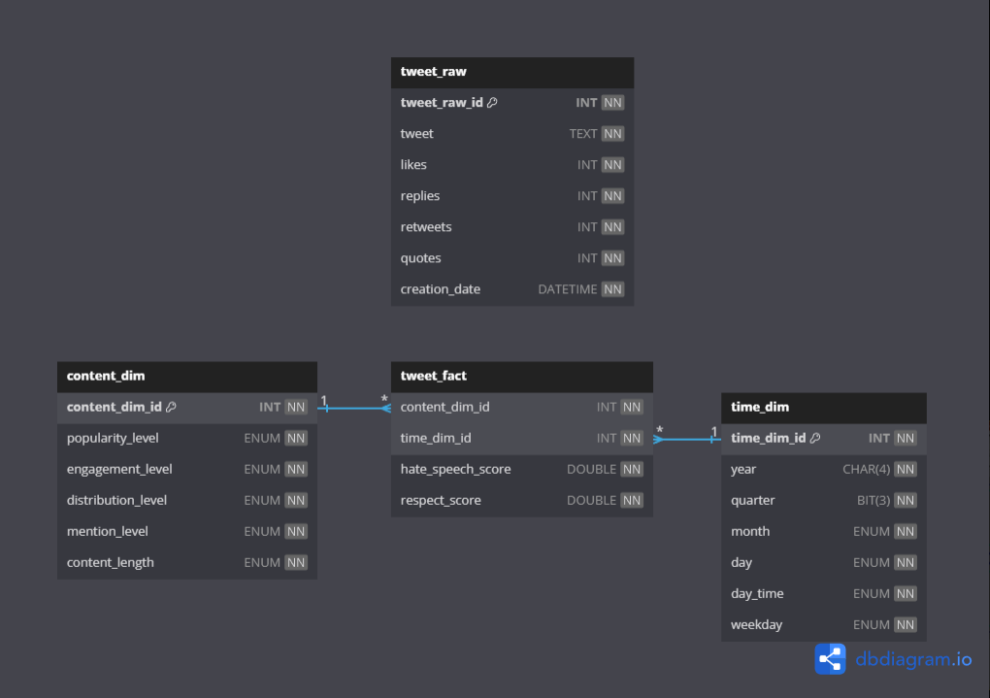 tweet_raw
tweet_raw_id INT NN
tweet TEXT NN
likes INT NN
replies INT NN
retweets INT NN
quotes INT NN
creation_date DATETIME NN
content_dim
content_dim_id INT NN
popularity_level ENUM NN
engagement_level ENUM NN
distribution_level ENUM NN
mention_level ENUM NN
content_length ENUM NN
1 *
tweet_fact
content_dim_id INT NN
time_dim_id INT NN
hate_speech_score DOUBLE NN
respect_score DOUBLE NN
* 1
time_dim
time_dim_id INT NN
year CHAR(4) NN
quarter BIT(3) NN
month ENUM NN
day ENUM NN
day_time ENUM NN
weekday ENUM NN
dbdiagram.io